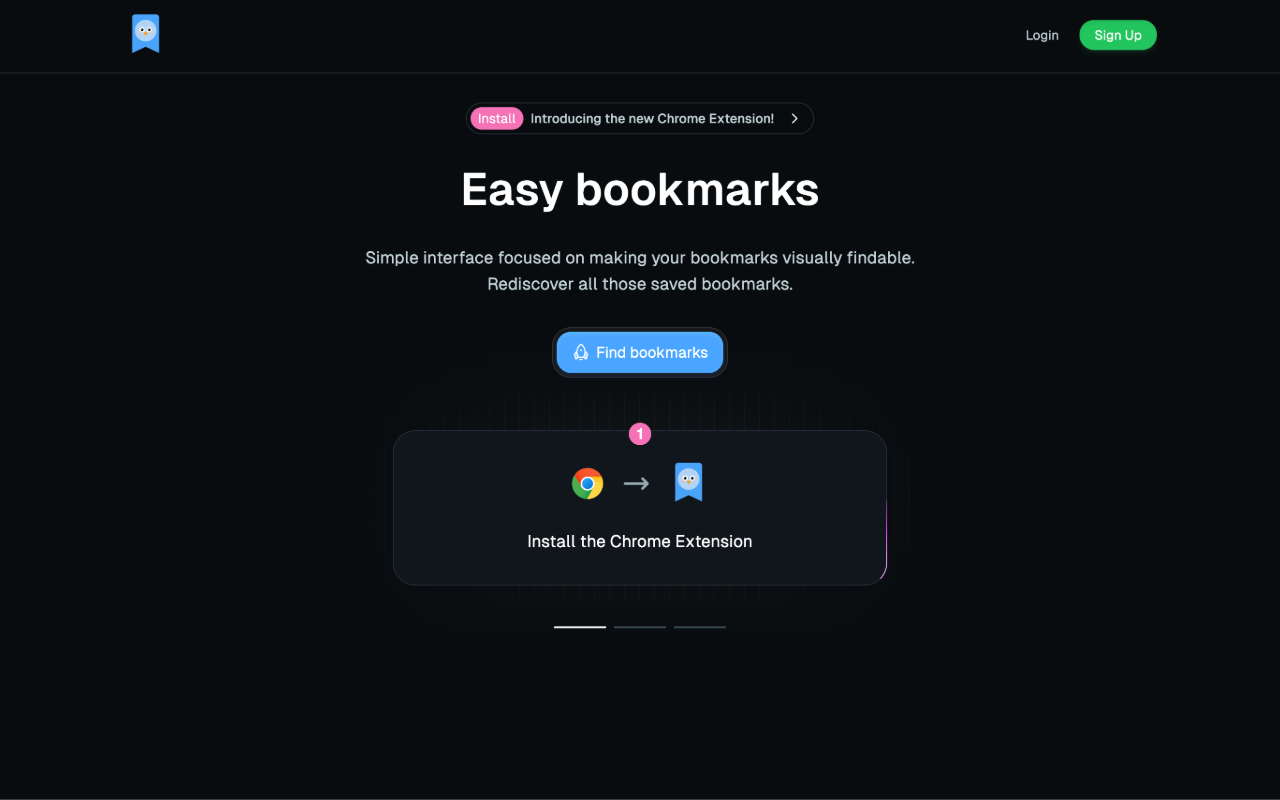 Login
Sign Up
Install Introducing the new Chrome Extension!
Easy bookmarks
Simple interface focused on making your bookmarks visually findable.
Rediscover all those saved bookmarks.
Find bookmarks
1
Install the Chrome Extension